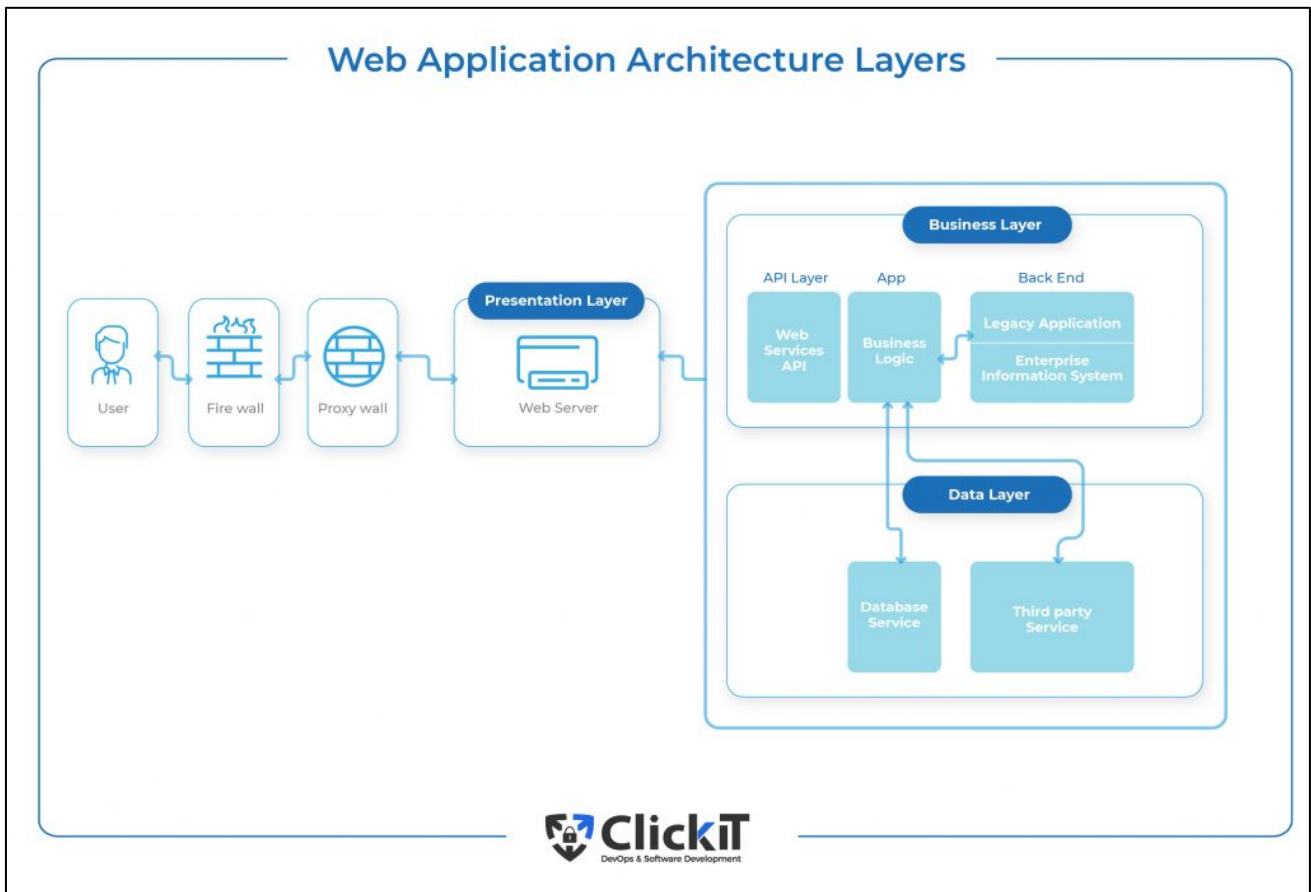 Web Application Architecture Layers
Business Layer
API Layer
App
Back End
Presentation Layer
Web
Services
API
Business
Logic
Legacy Application
Enterprise
Information System
User
Fire wall
Proxy wall
Web Server
Data Layer
Database
Service
Third party
Service
ClickiT
DevOps & Software Development